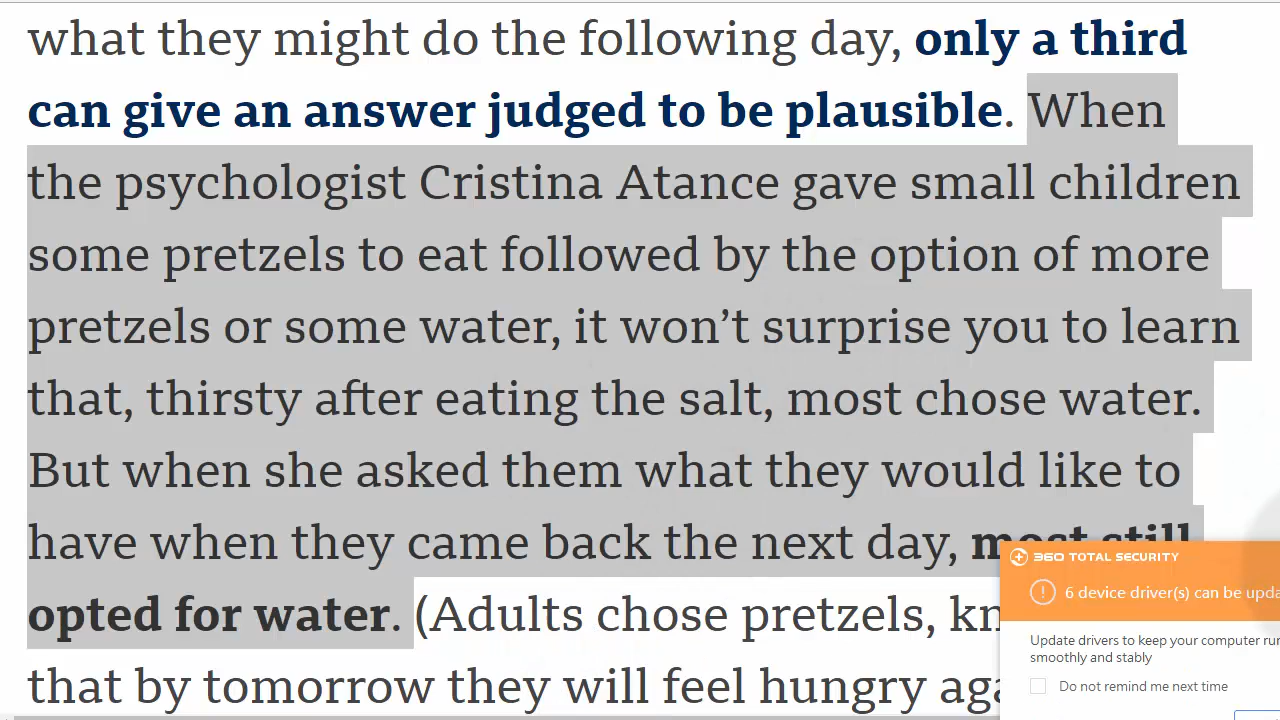 what they might do the following day, only a third
can give an answer judged to be plausible. When
the psychologist Cristina Atance gave small children
some pretzels to eat followed by the option of more
pretzels or some water, it won’t surprise you to learn
that, thirsty after eating the salt, most chose water.
But when she asked them what they would like to
have when they came back the next day, most still
opted for water. (Adults chose pretzels,
that by tomorrow they will feel hungry
360 TOTAL SECURITY
6 device driver(s) can be
Update drivers to keep your computer
smoothly and stably
Do not remind me next time